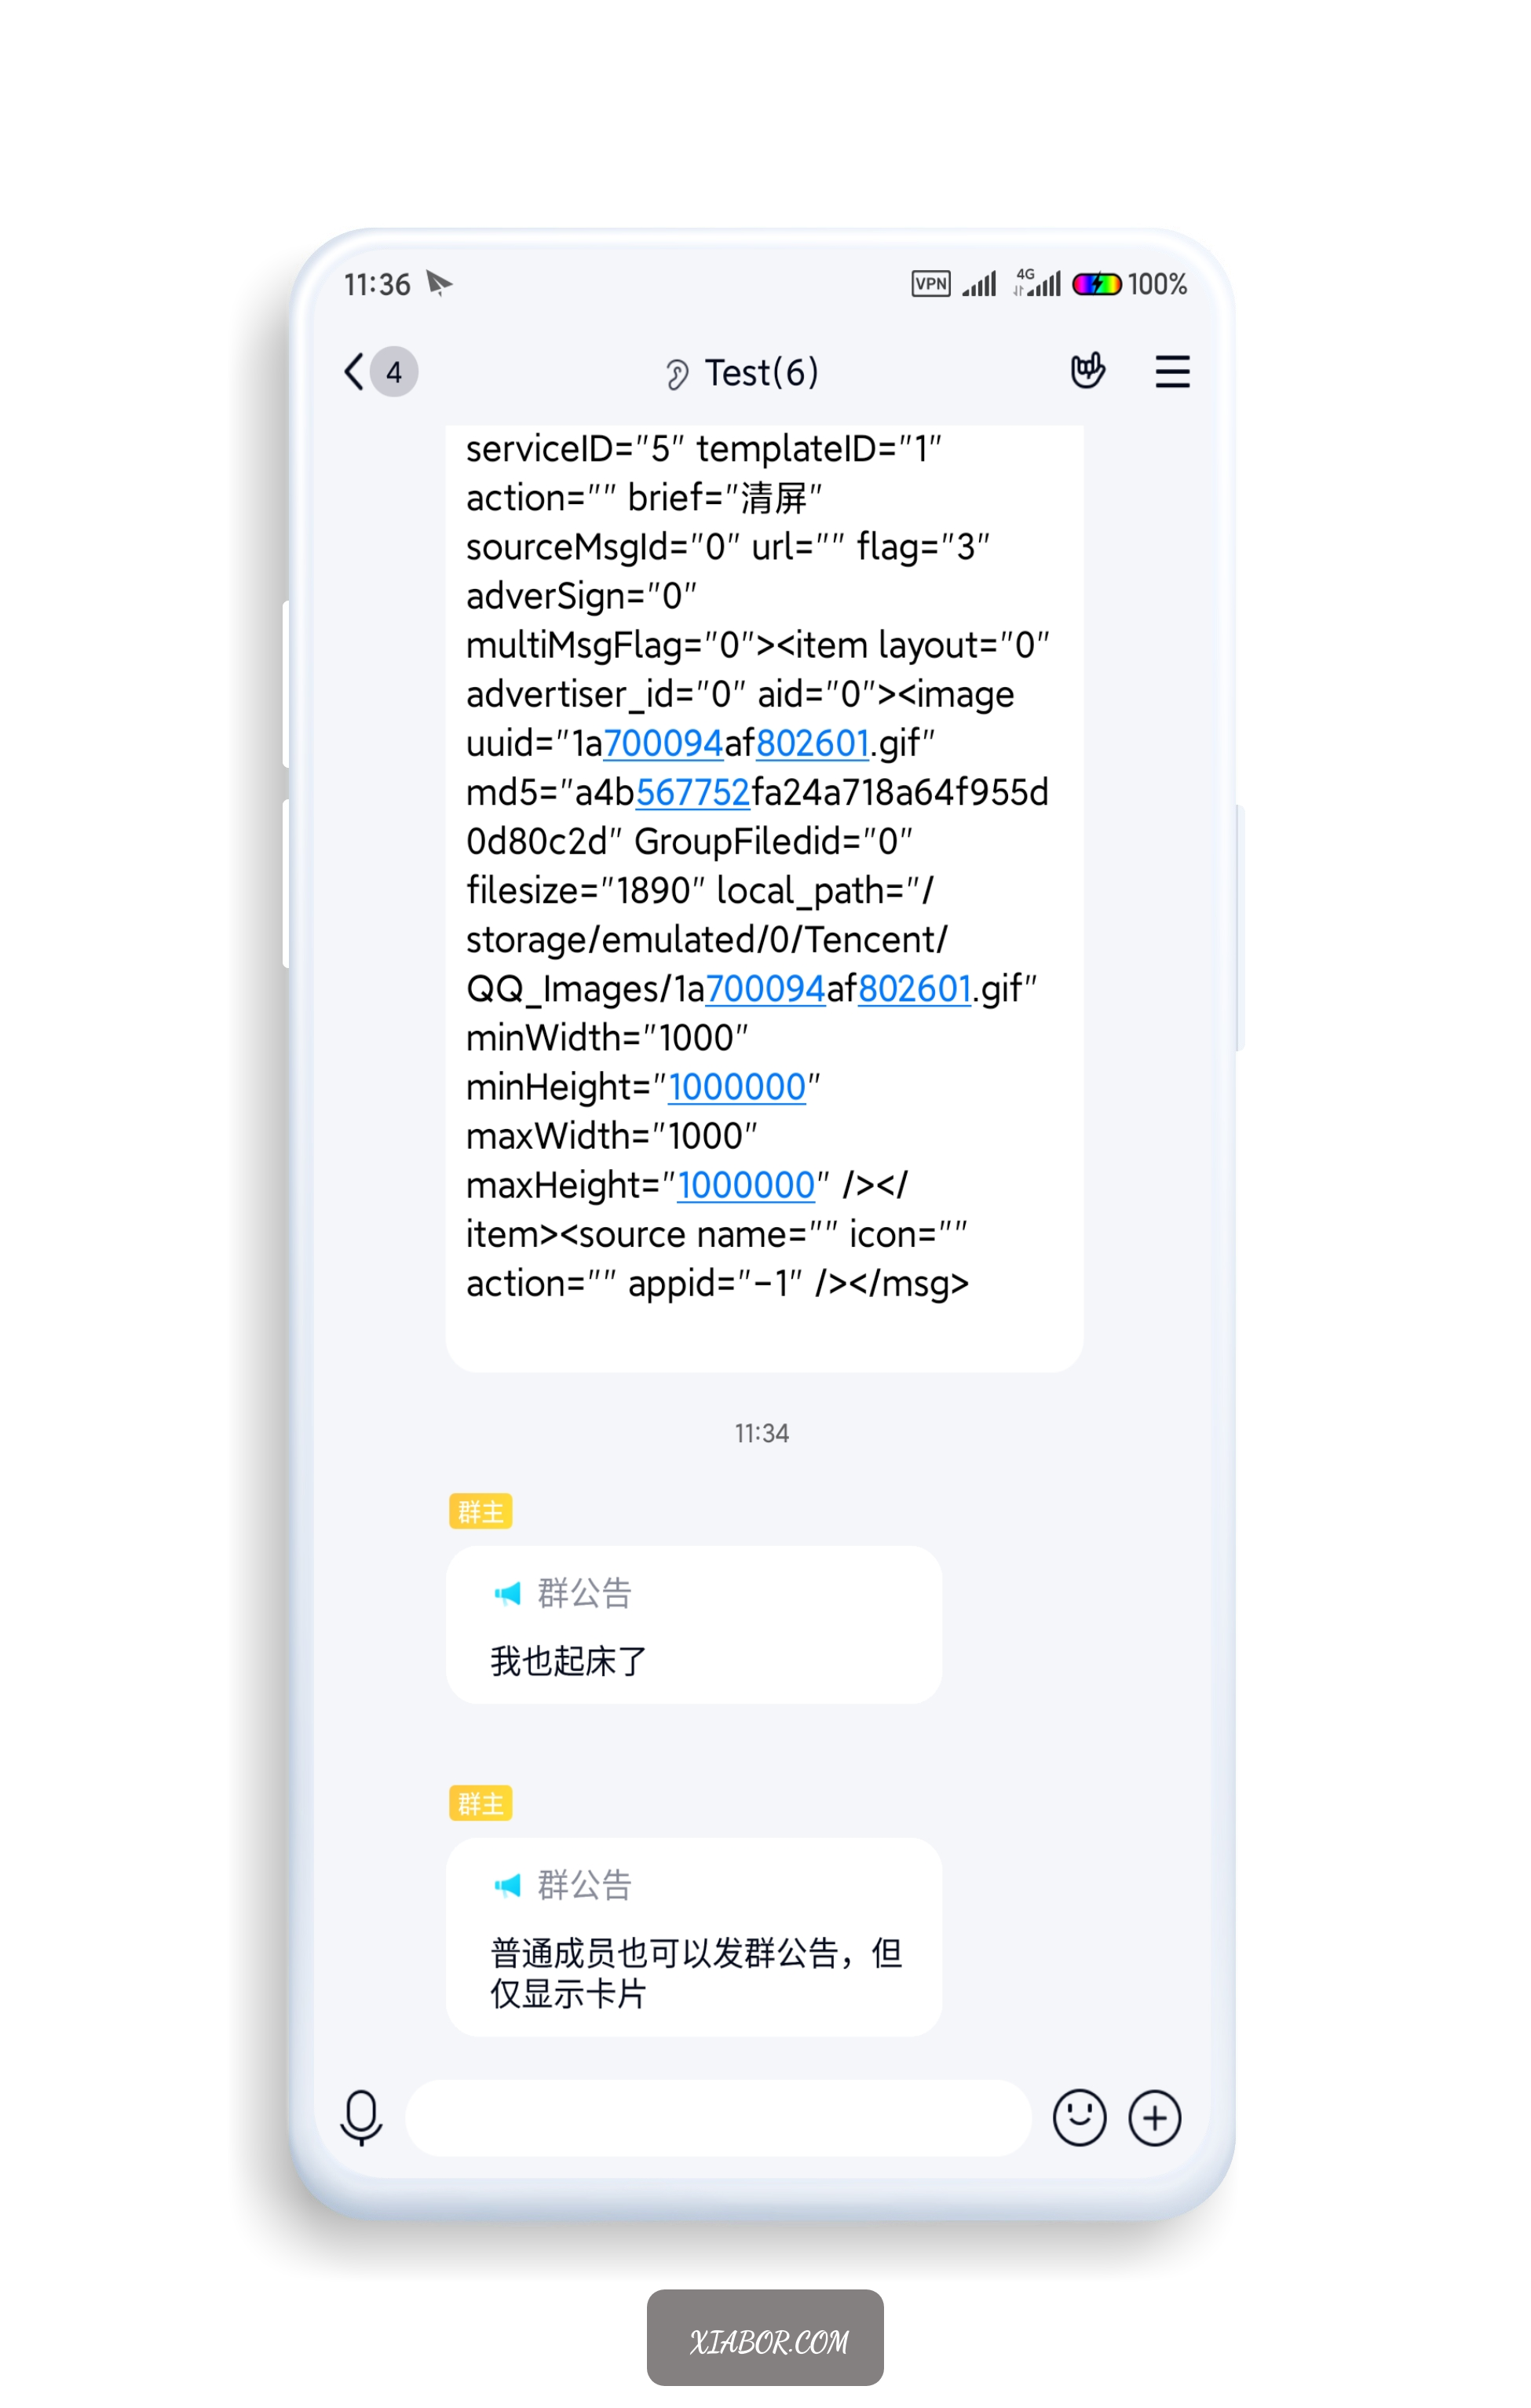 11:36 VPN 4G 100%
4 Test(6)
serviceID="5" templateID="1"
action="" brief="清屏"
sourceMsgId="0" url="" flag="3"
adverSign="0"
multiMsgFlag="0"><item layout="0"
advertiser_id="0" aid="0"><image
uuid="1a700094af802601.gif"
md5="a4b567752fa24a718a64f955d
0d80c2d" GroupFiledid="0"
filesize="1890" local_path="/
storage/emulated/0/Tencent/
QQ_Images/1a700094af802601.gif"
minWidth="1000"
minHeight="1000000"
maxWidth="1000"
maxHeight="1000000" /></
item><source name="" icon=""
action="" appid="-1" /></msg>
11:34
群主
群公告
我也起床了
群主
群公告
普通成员也可以发群公告，但
仅显示卡片
XIABOR.COM